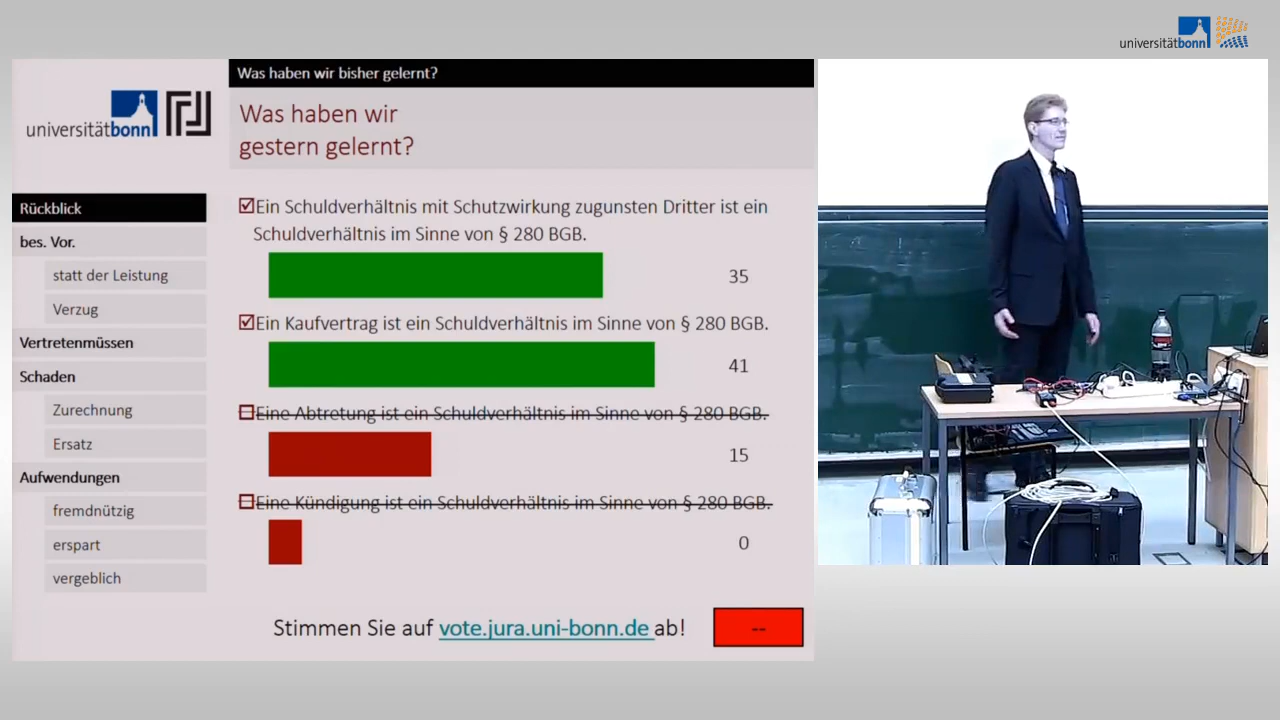 universitätbonn
Was haben wir bisher gelernt?
universitätbonn
Was haben wir
gestern gelernt?
Rückblick
bes. Vor.
statt der Leistung
Verzug
Vertretenmüssen
Schaden
Zurechnung
Ersatz
Aufwendungen
fremdnützig
erspart
vergeblich
Ein Schuldverhältnis mit Schutzwirkung zugunsten Dritter ist ein
Schuldverhältnis im Sinne von § 280 BGB.
35
Ein Kaufvertrag ist ein Schuldverhältnis im Sinne von § 280 BGB.
41
Eine Abtretung ist ein Schuldverhältnis im Sinne von § 280 BGB.
15
Eine Kündigung ist ein Schuldverhältnis im Sinne von § 280 BGB.
0
Stimmen Sie auf vote.jura.uni-bonn.de ab!
--